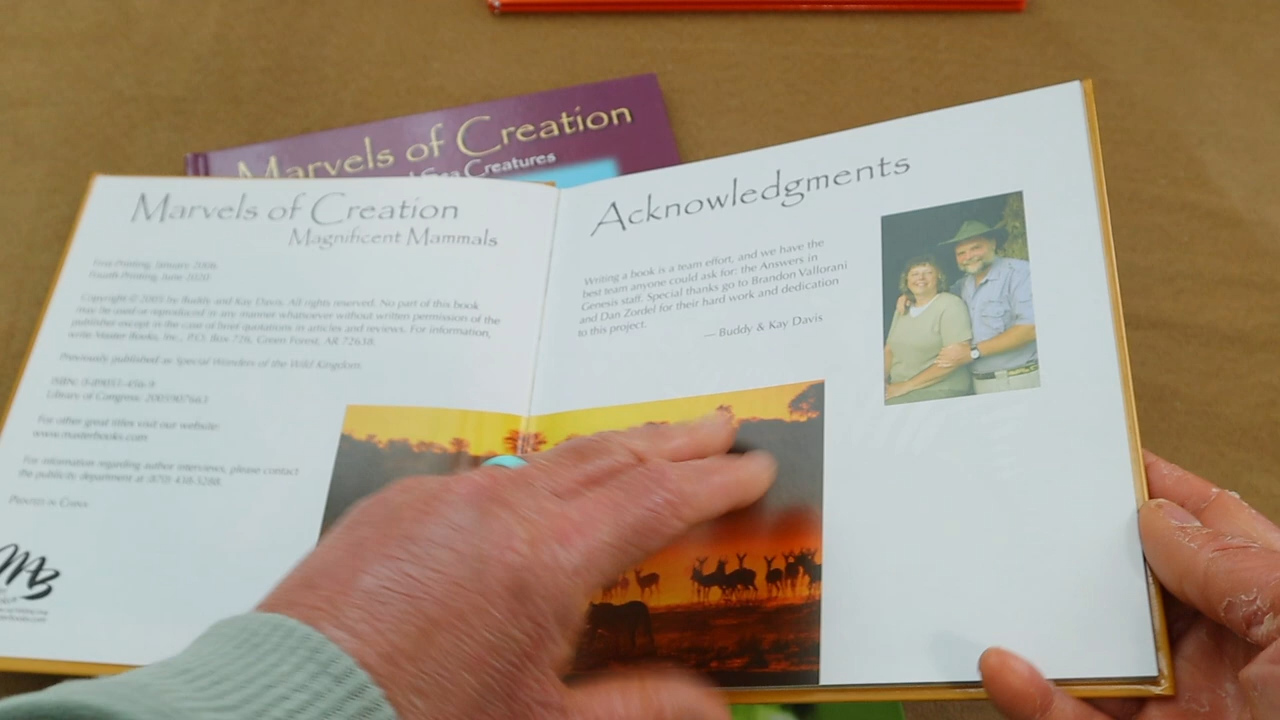 Marvels of Creation
Sea Creatures
Marvels of Creation
Magnificent Mammals
First Printing, January 2006
Fourth Printing, June 2020
Copyright © 2005 by Buddy and Kay Davis. All rights reserved. No part of this book
may be used or reproduced in any manner whatsoever without written permission of the
publisher except in the case of brief quotations in articles and reviews. For information,
write Master Books, Inc., P.O. Box 726, Green Forest, AR 72638.
Previously published as Special Wonders of the Wild Kingdom
ISBN:
Library of Congress:
For other great titles visit our website:
www.masterbooks.com
For information regarding author interviews, please contact
the publicity department at (870) 438-5288.
Printed in China
MB
Acknowledgments
Writing a book is a team effort, and we have the
best team anyone could ask for: the Answers in
Genesis staff. Special thanks go to Brandon Vallorani
and Dan Zordel for their hard work and dedication
to this project.
— Buddy & Kay Davis